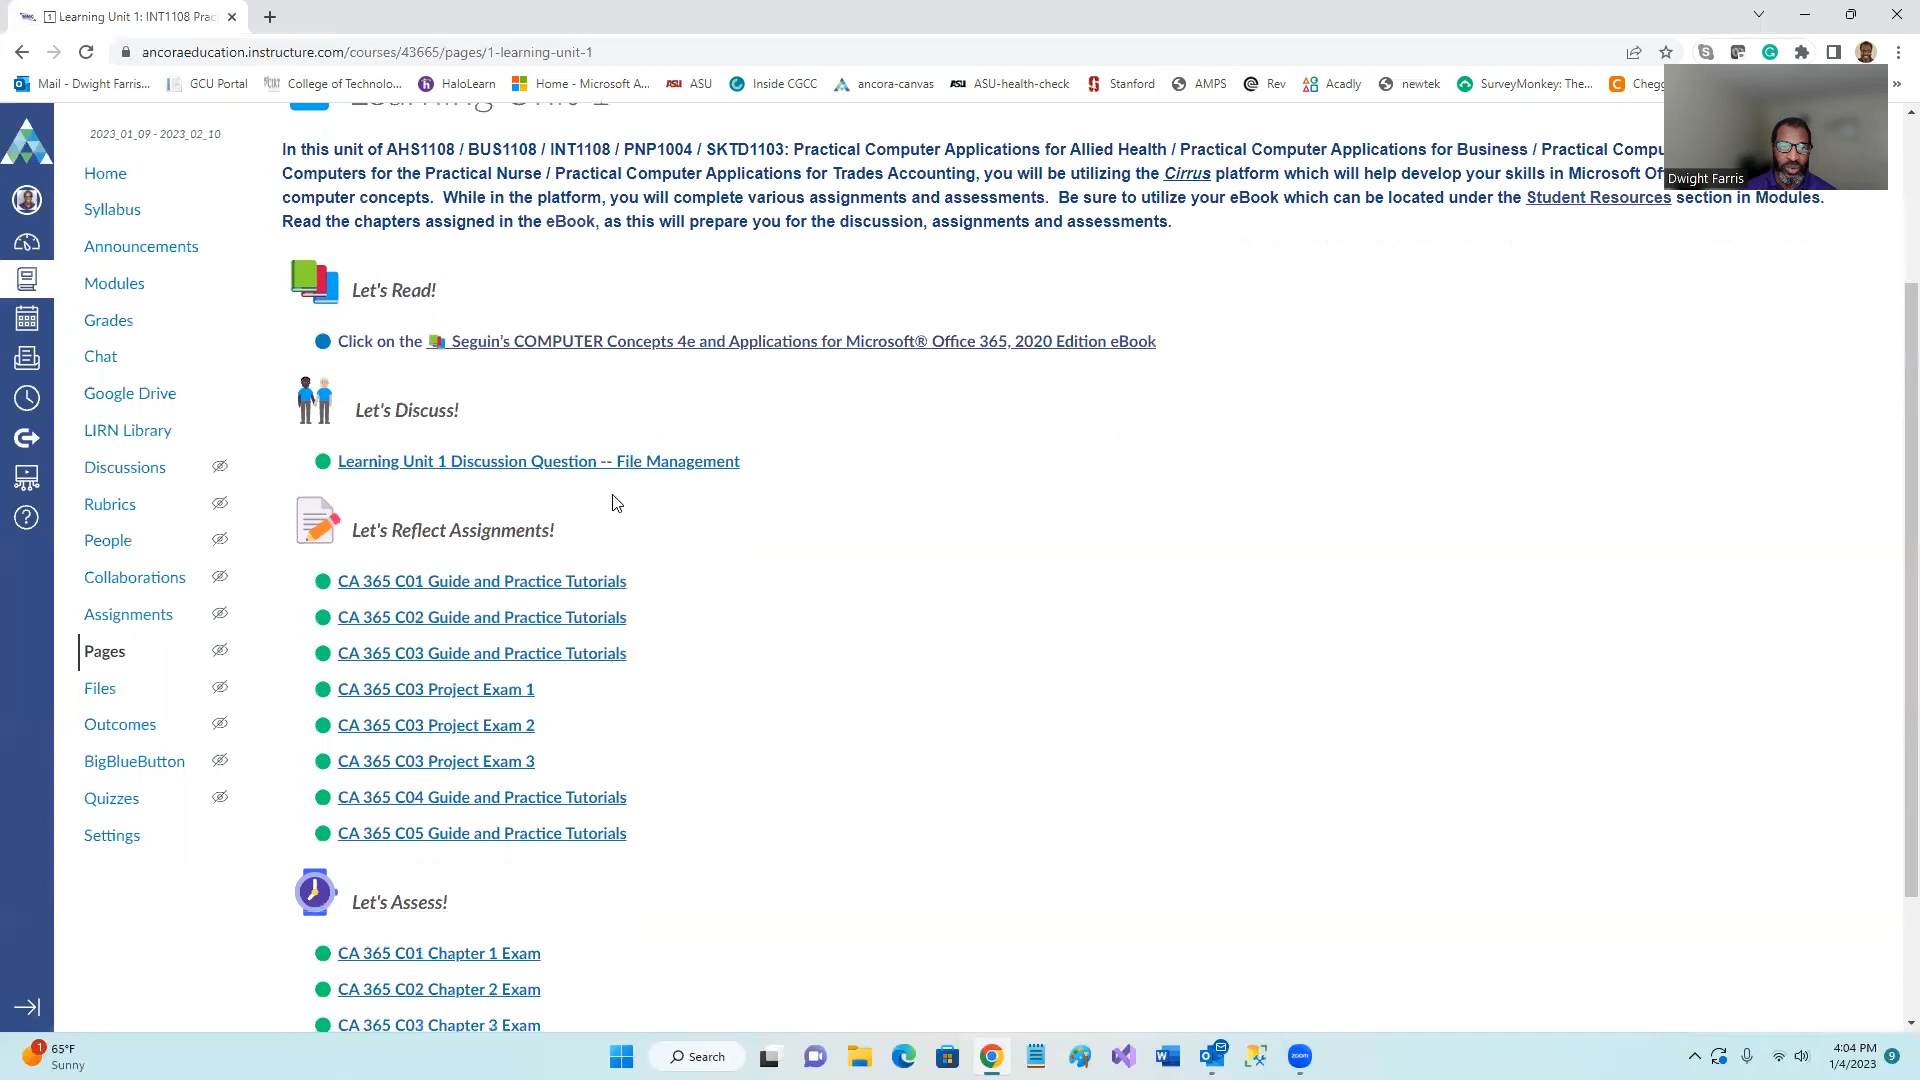 Learning Unit 1: INT1108 Prac
ancoraeducation.instructure.com/courses/43665/pages/1-learning-unit-1
Mail - Dwight Farris...
GCU Portal
College of Technolo...
HaloLearn
Home - Microsoft A...
ASU
Inside CGCC
ancora-canvas
ASU-health-check
Stanford
AMPS
Rev
Acadly
newtek
SurveyMonkey: The...
Chegg
Learning Unit 1
2023_01_09 - 2023_02_10
Home
Syllabus
Announcements
Modules
Grades
Chat
Google Drive
LIRN Library
Discussions
Rubrics
People
Collaborations
Assignments
Pages
Files
Outcomes
BigBlueButton
Quizzes
Settings
In this unit of AHS1108 / BUS1108 / INT1108 / PNP1004 / SKTD1103: Practical Computer Applications for Allied Health / Practical Computer Applications for Business / Practical Compu
Computers for the Practical Nurse / Practical Computer Applications for Trades Accounting, you will be utilizing the Cirrus platform which will help develop your skills in Microsoft Of
computer concepts. While in the platform, you will complete various assignments and assessments. Be sure to utilize your eBook which can be located under the Student Resources section in Modules.
Read the chapters assigned in the eBook, as this will prepare you for the discussion, assignments and assessments.
Let's Read!
Click on the Seguin's COMPUTER Concepts 4e and Applications for Microsoft® Office 365, 2020 Edition eBook
Let's Discuss!
Learning Unit 1 Discussion Question -- File Management
Let's Reflect Assignments!
CA 365 C01 Guide and Practice Tutorials
CA 365 C02 Guide and Practice Tutorials
CA 365 C03 Guide and Practice Tutorials
CA 365 C03 Project Exam 1
CA 365 C03 Project Exam 2
CA 365 C03 Project Exam 3
CA 365 C04 Guide and Practice Tutorials
CA 365 C05 Guide and Practice Tutorials
Let's Assess!
CA 365 C01 Chapter 1 Exam
CA 365 C02 Chapter 2 Exam
CA 365 C03 Chapter 3 Exam
Dwight Farris
1
65°F
Sunny
Search
zoom
4:04 PM
1/4/2023
9